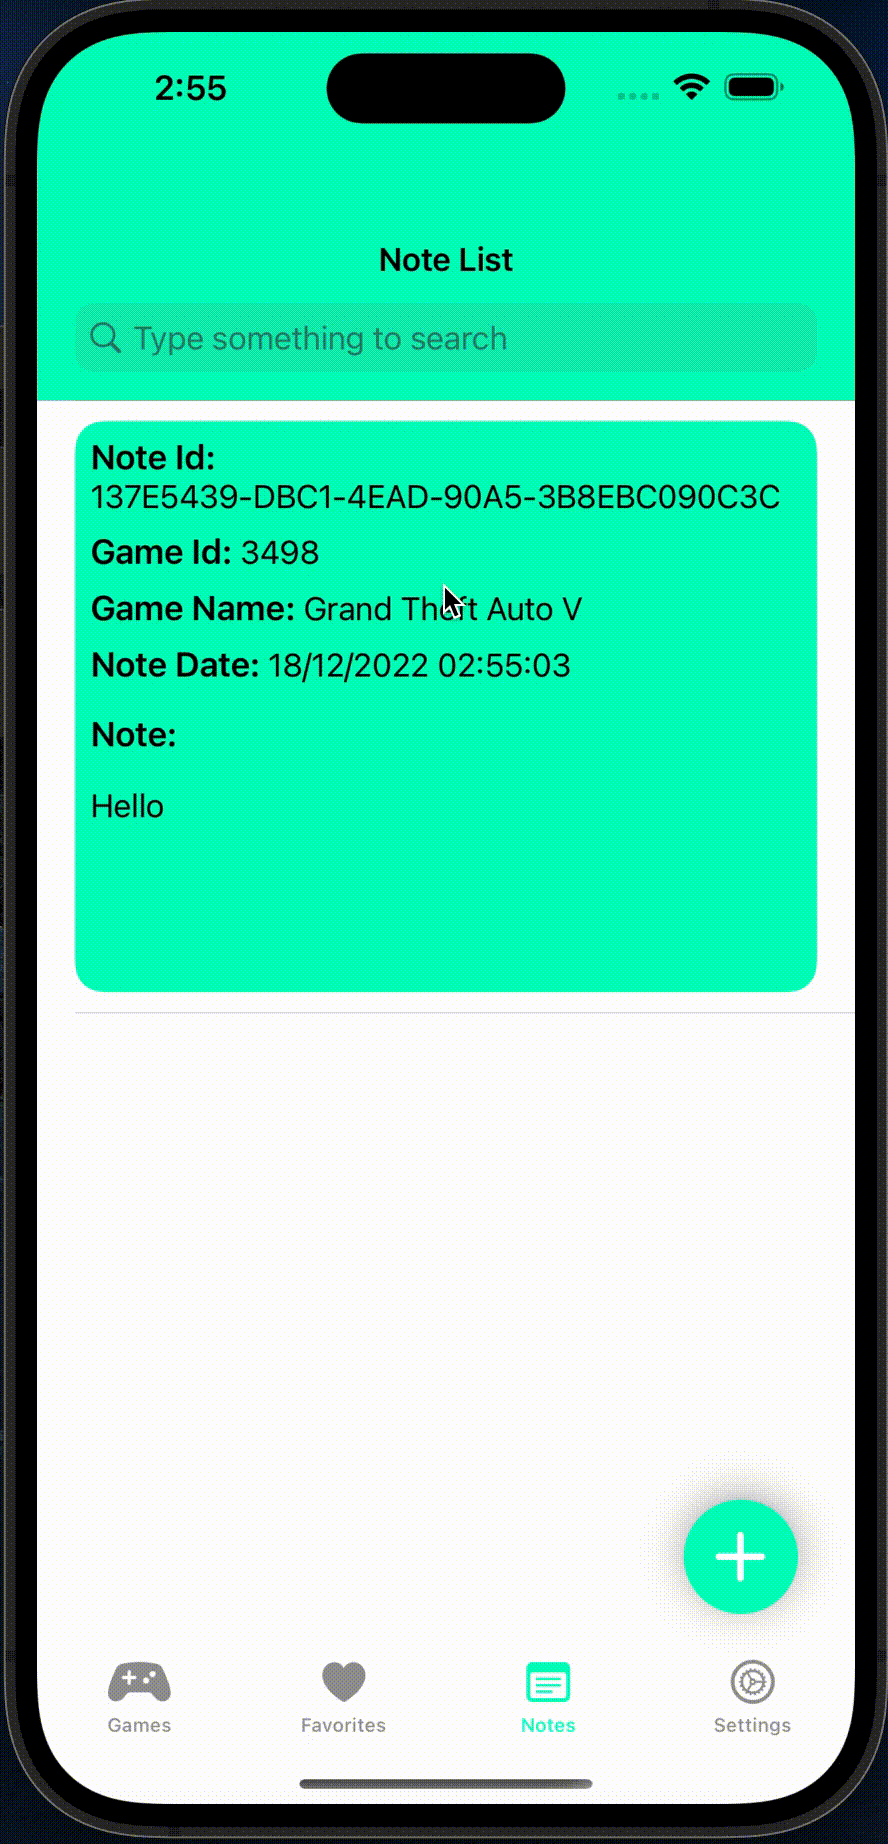 2:55
Note List
Type something to search
Note Id:
137E5439-DBC1-4EAD-90A5-3B8EBC090C3C
Game Id: 3498
Game Name: Grand Theft Auto V
Note Date: 18/12/2022 02:55:03
Note:
Hello
Games Favorites Notes Settings